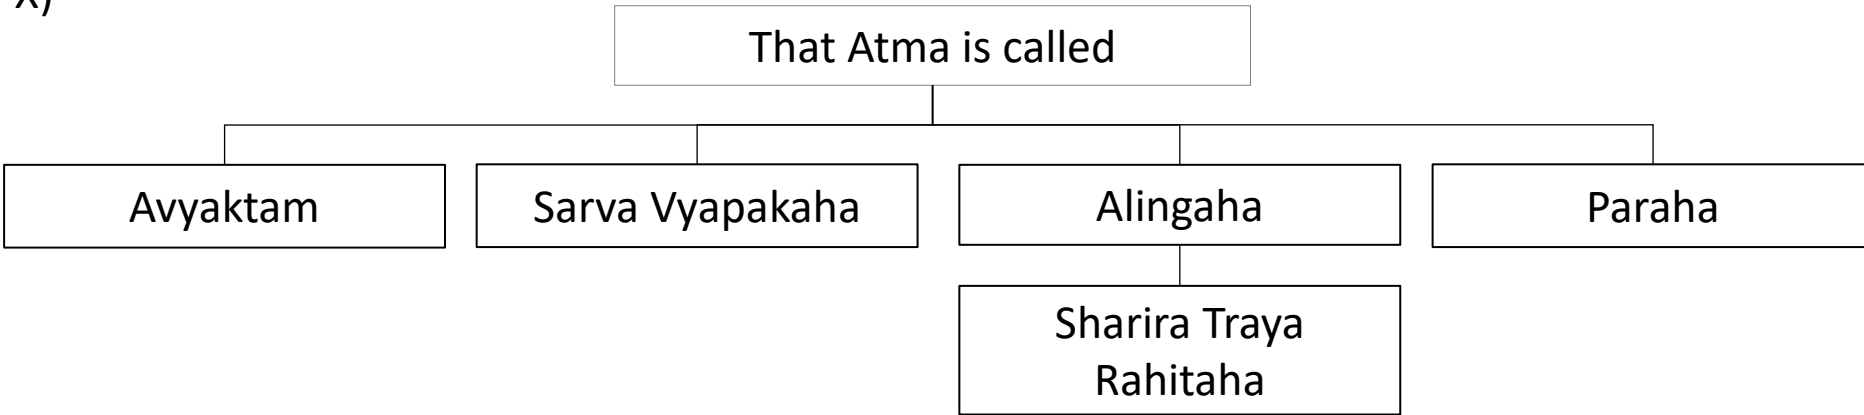 x)
That Atma is called
Avyaktam
Sarva Vyapakaha
Alingaha
Paraha
Sharira Traya
Rahitaha